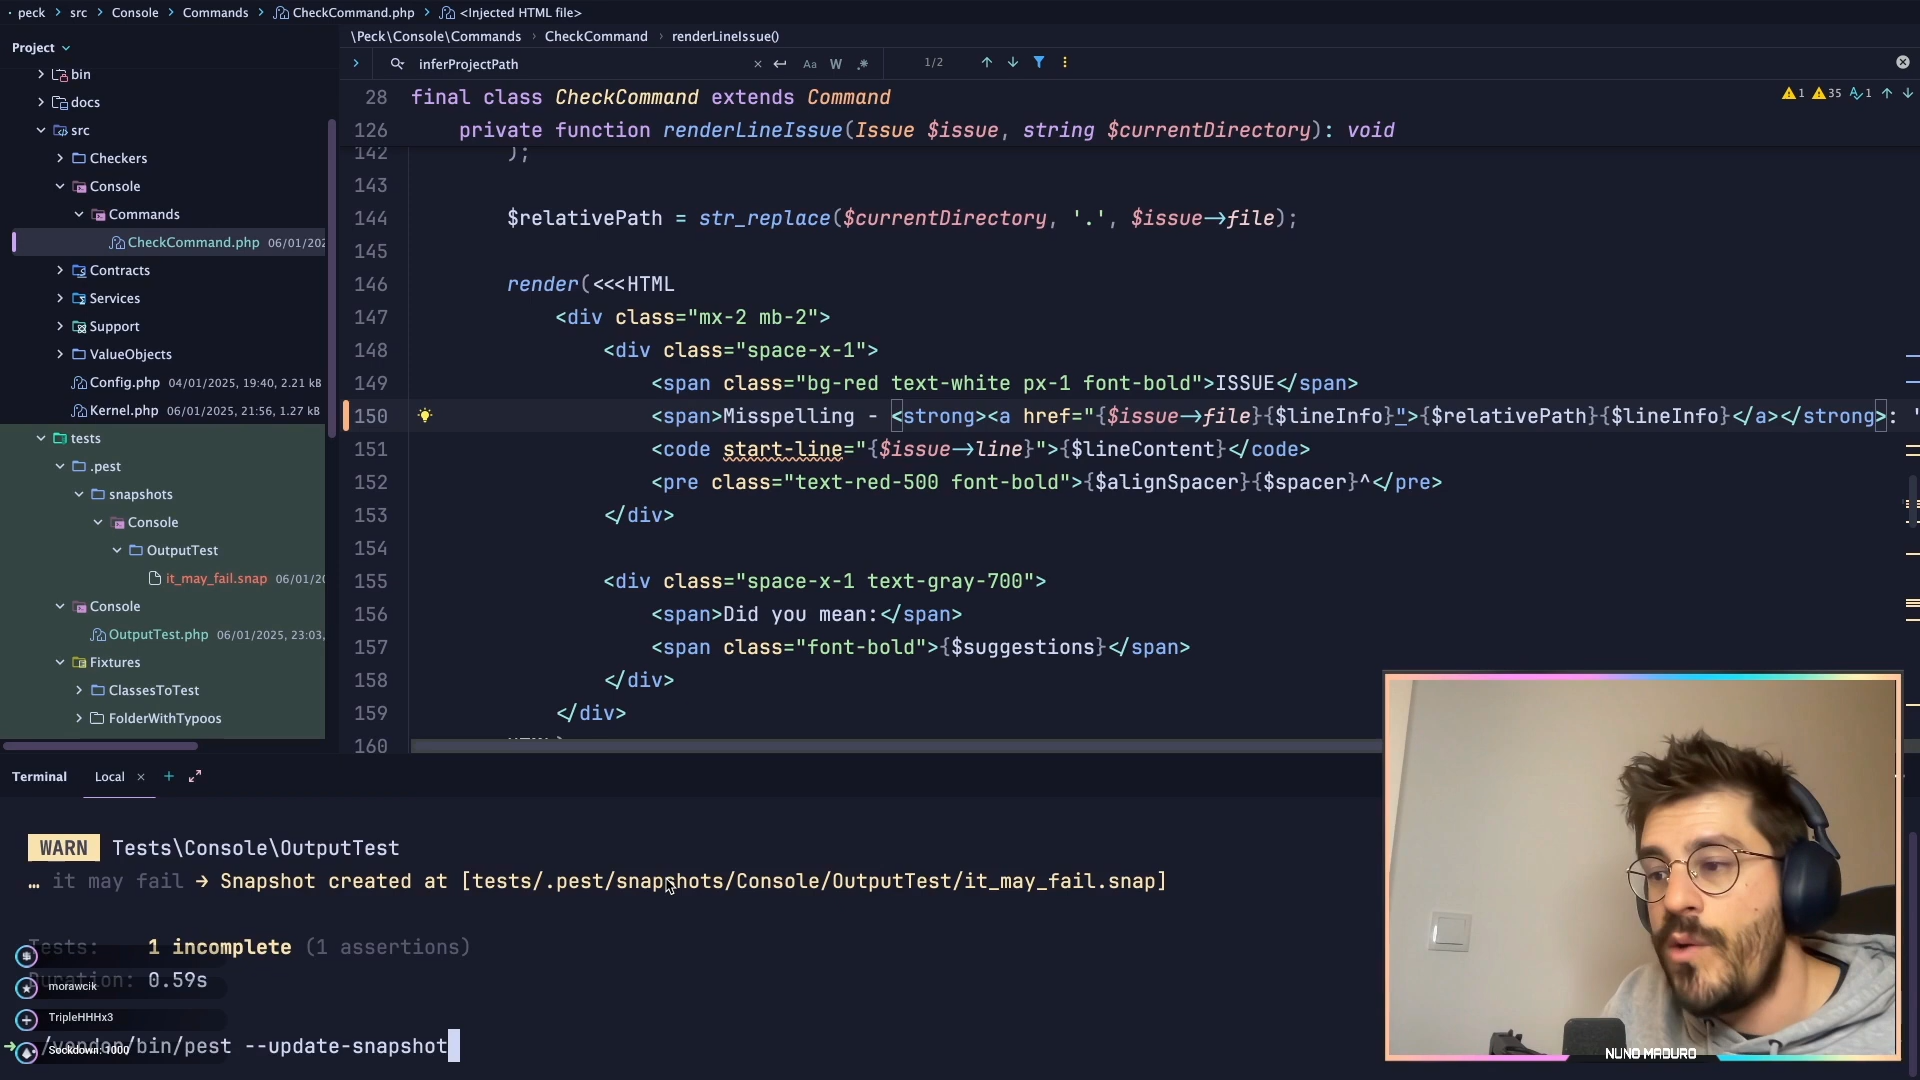 peck > src > Console > Commands > CheckCommand.php > <Injected HTML file>
Project
bin
docs
src
Checkers
Console
Commands
CheckCommand.php 06/01/202
Contracts
Services
Support
ValueObjects
Config.php 04/01/2025, 19:40, 2.21 kB
Kernel.php 06/01/2025, 21:56, 1.27 kB
tests
.pest
snapshots
Console
OutputTest
it_may_fail.snap 06/01/20
Console
OutputTest.php 06/01/2025, 23:03,
Fixtures
ClassesToTest
FolderWithTypoos
\Peck\Console\Commands > CheckCommand > renderLineIssue()
inferProjectPath
Aa W .* 1/2
1 35 1
28 final class CheckCommand extends Command
126 private function renderLineIssue(Issue $issue, string $currentDirectory): void
142 );
143
144 $relativePath = str_replace($currentDirectory, '.', $issue->file);
145
146 render(<<<HTML
147 <div class="mx-2 mb-2">
148 <div class="space-x-1">
149 <span class="bg-red text-white px-1 font-bold">ISSUE</span>
150 <span>Misspelling - <strong><a href="{$issue->file}{$lineInfo}">{$relativePath}{$lineInfo}</a></strong>: '
151 <code start-line="{$issue->line}">{$lineContent}</code>
152 <pre class="text-red-500 font-bold">{$alignSpacer}{$spacer}^</pre>
153 </div>
154
155 <div class="space-x-1 text-gray-700">
156 <span>Did you mean:</span>
157 <span class="font-bold">{$suggestions}</span>
158 </div>
159 </div>
160
Terminal Local
WARN Tests\Console\OutputTest
… it may fail → Snapshot created at [tests/.pest/snapshots/Console/OutputTest/it_may_fail.snap]
Tests: 1 incomplete (1 assertions)
Duration: 0.59s
morawcik
TripleHHHx3
/vendor/bin/pest --update-snapshot
Sockdown: 1000
NUNO MADURO